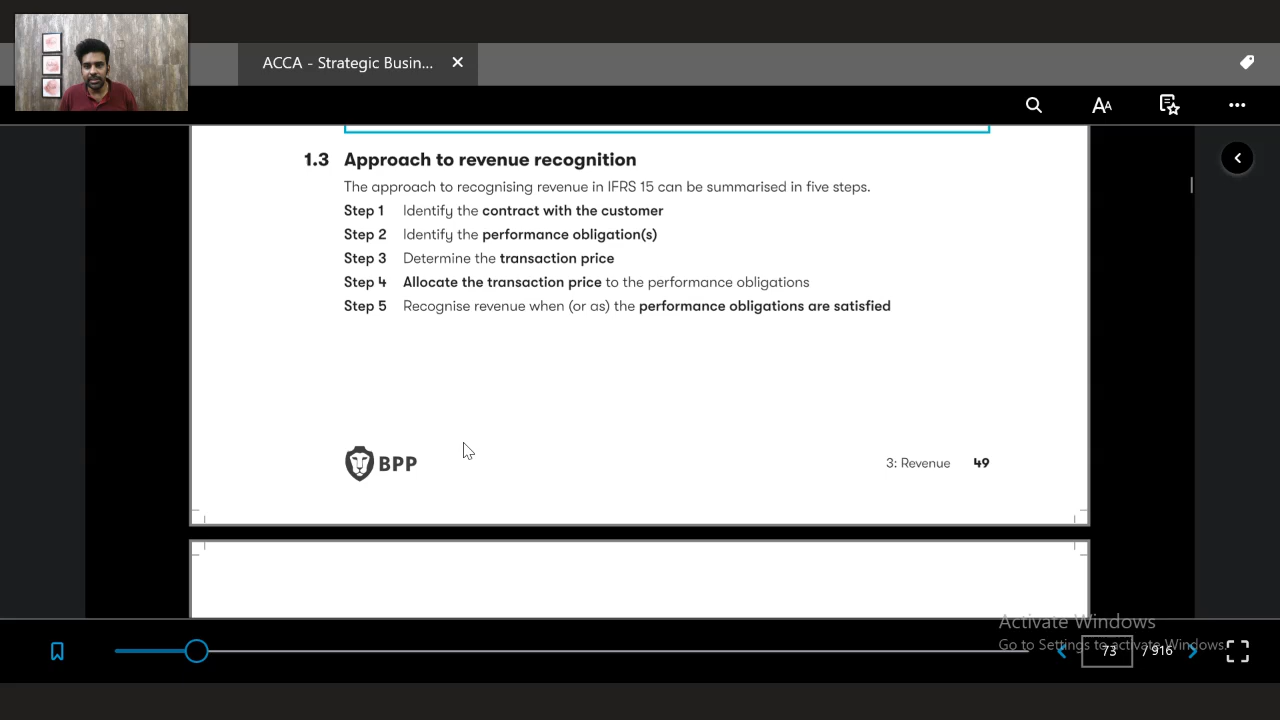 ACCA - Strategic Busin...
1.3 Approach to revenue recognition
The approach to recognising revenue in IFRS 15 can be summarised in five steps.
Step 1 Identify the contract with the customer
Step 2 Identify the performance obligation(s)
Step 3 Determine the transaction price
Step 4 Allocate the transaction price to the performance obligations
Step 5 Recognise revenue when (or as) the performance obligations are satisfied
BPP
3: Revenue 49
Activate Windows
Go to Settings to activate Windows.
73 / 916